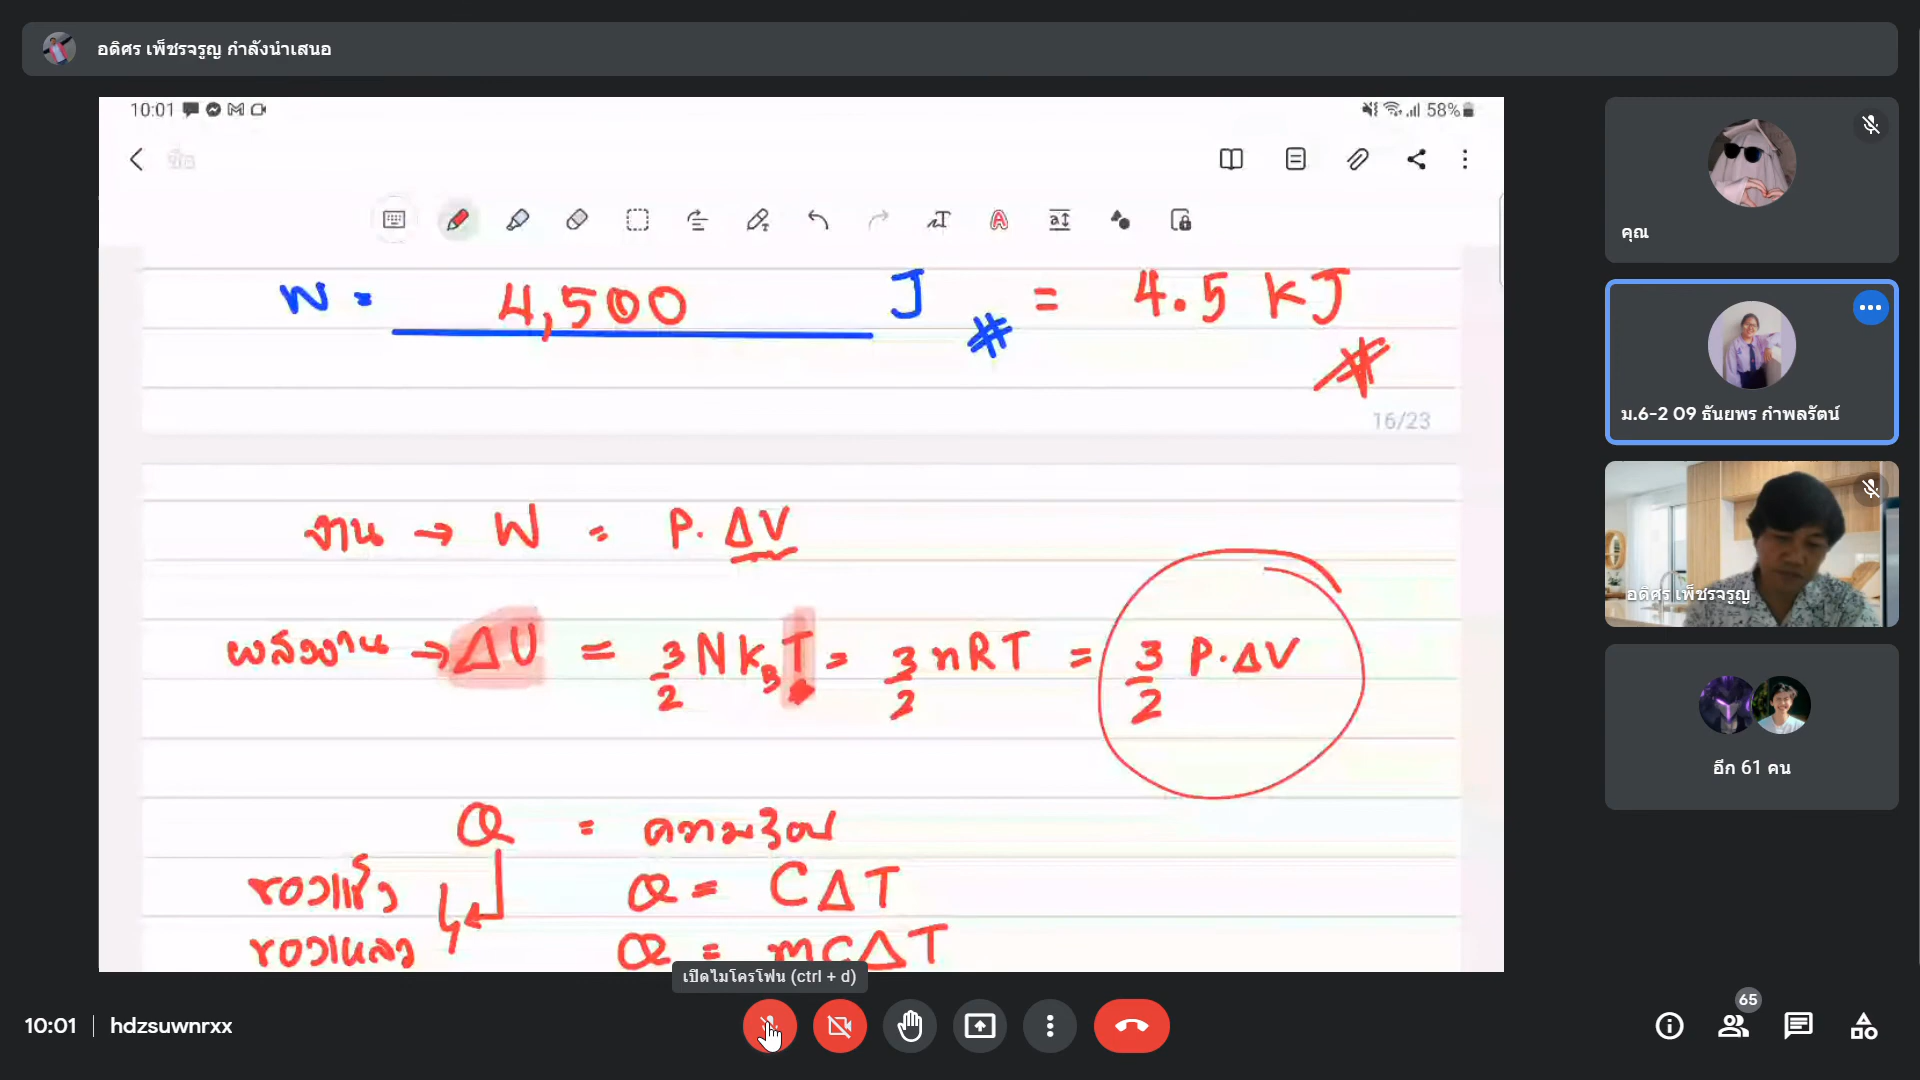 อดิศร เพ็ชรจรูญ กำลังนำเสนอ
10:01
58%
W = 4,500 J # = 4.5 kJ #
16/23
งาน → W = P. ΔV
พลังงาน → ΔU = 3/2 N k_B T = 3/2 nRT = 3/2 P.ΔV
Q = ความร้อน
ของแข็ง Q = CΔT
ของเหลว Q = mCΔT
คุณ
ม.6-2 09 ธันยพร กำพลรัตน์
อดิศร เพ็ชรจรูญ
อีก 61 คน
เปิดไมโครโฟน (ctrl + d)
10:01 | hdzsuwnrxx
65